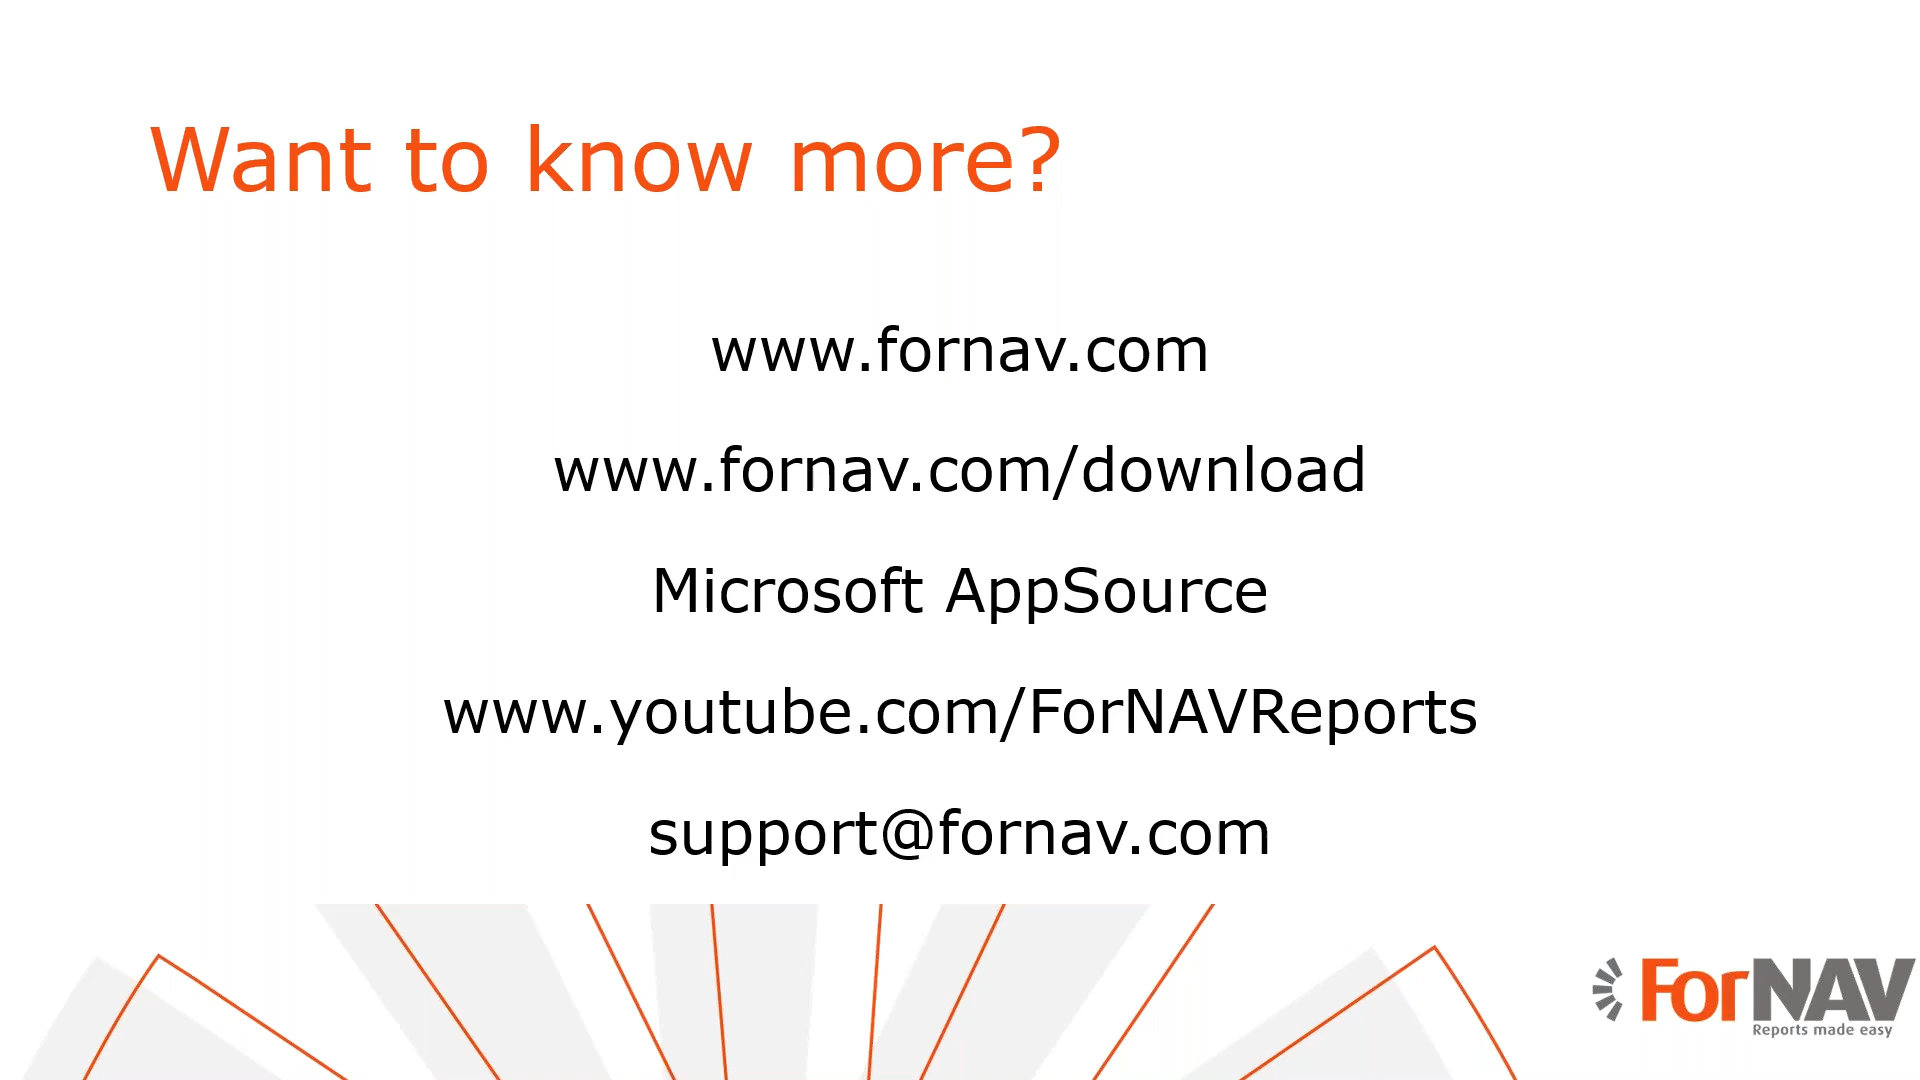 Want to know more?
www.fornav.com
www.fornav.com/download
Microsoft AppSource
www.youtube.com/ForNAVReports
support@fornav.com
ForNAV
Reports made easy